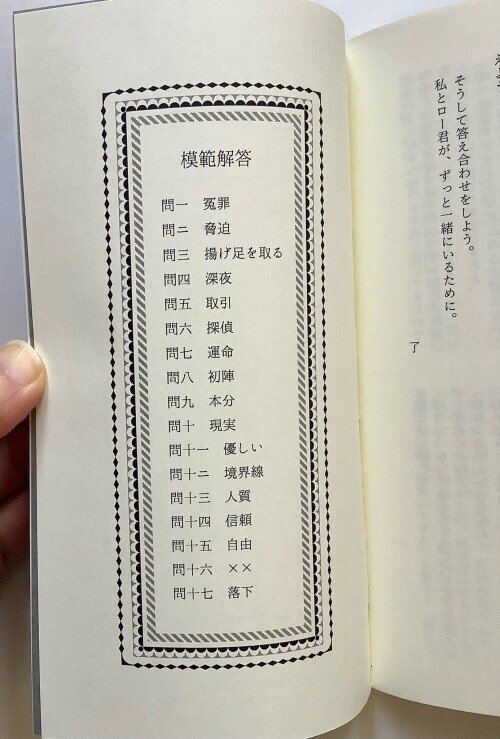 そうして答え合わせをしよう。
私とロー君が、ずっと一緒にいるために。
了
模範解答
問一 冤罪
問二 脅迫
問三 揚げ足を取る
問四 深夜
問五 取引
問六 探偵
問七 運命
問八 初陣
問九 本分
問十 現実
問十一 優しい
問十二 境界線
問十三 人質
問十四 信頼
問十五 自由
問十六 ××
問十七 落下